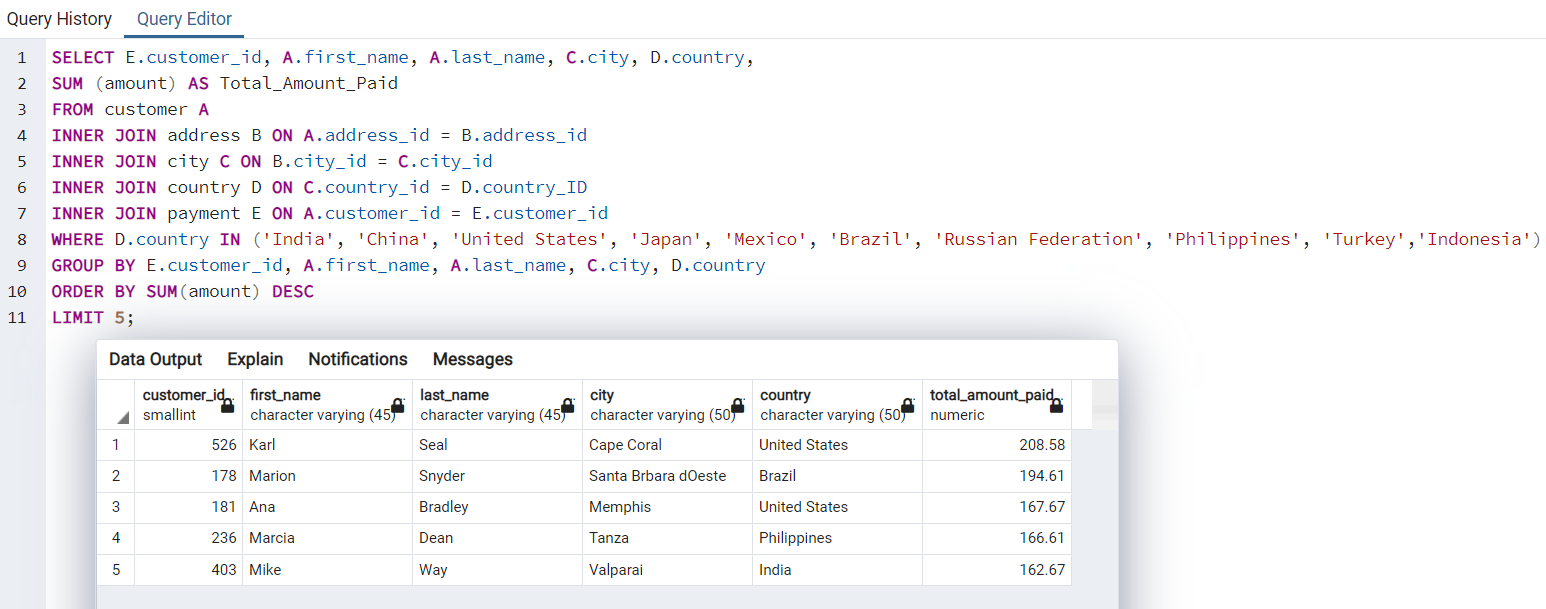 Query History Query Editor
1 SELECT E.customer_id, A.first_name, A.last_name, C.city, D.country,
2 SUM (amount) AS Total_Amount_Paid
3 FROM customer A
4 INNER JOIN address B ON A.address_id = B.address_id
5 INNER JOIN city C ON B.city_id = C.city_id
6 INNER JOIN country D ON C.country_id = D.country_ID
7 INNER JOIN payment E ON A.customer_id = E.customer_id
8 WHERE D.country IN ('India', 'China', 'United States', 'Japan', 'Mexico', 'Brazil', 'Russian Federation', 'Philippines', 'Turkey','Indonesia')
9 GROUP BY E.customer_id, A.first_name, A.last_name, C.city, D.country
10 ORDER BY SUM(amount) DESC
11 LIMIT 5;
Data Output Explain Notifications Messages
customer_id first_name last_name city country total_amount_paid
smallint character varying (45) character varying (45) character varying (50) character varying (50) numeric
1 526 Karl Seal Cape Coral United States 208.58
2 178 Marion Snyder Santa Brbara dOeste Brazil 194.61
3 181 Ana Bradley Memphis United States 167.67
4 236 Marcia Dean Tanza Philippines 166.61
5 403 Mike Way Valparai India 162.67